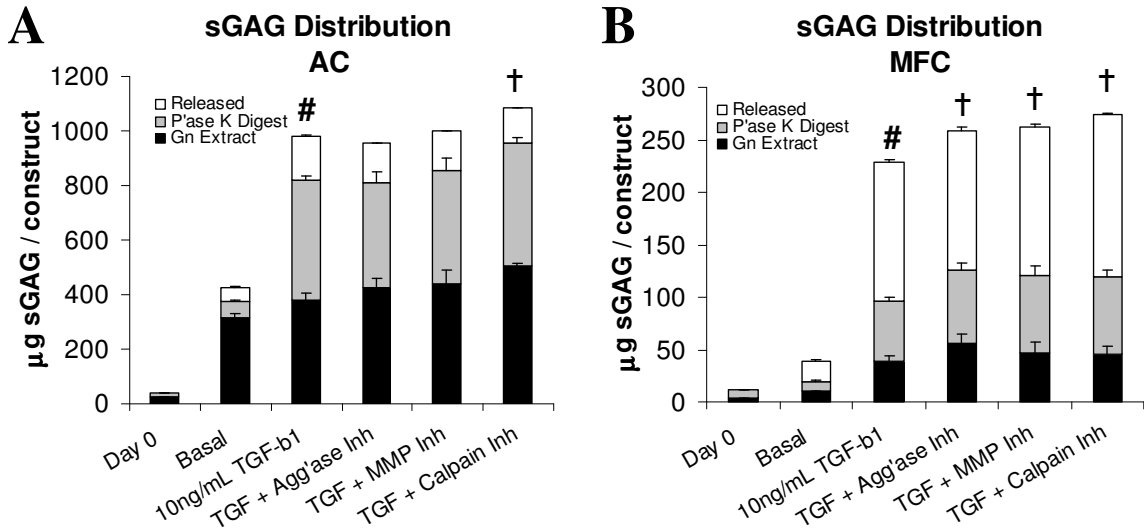 A
sGAG Distribution
AC
µg sGAG / construct
1200
1000
800
600
400
200
0
Released
P'ase K Digest
Gn Extract
#
†
Day 0
Basal
10ng/mL TGF-b1
TGF + Agg'ase Inh
TGF + MMP Inh
TGF + Calpain Inh
B
sGAG Distribution
MFC
µg sGAG / construct
300
250
200
150
100
50
0
Released
P'ase K Digest
Gn Extract
#
†
†
†
Day 0
Basal
10ng/mL TGF-b1
TGF + Agg'ase Inh
TGF + MMP Inh
TGF + Calpain Inh